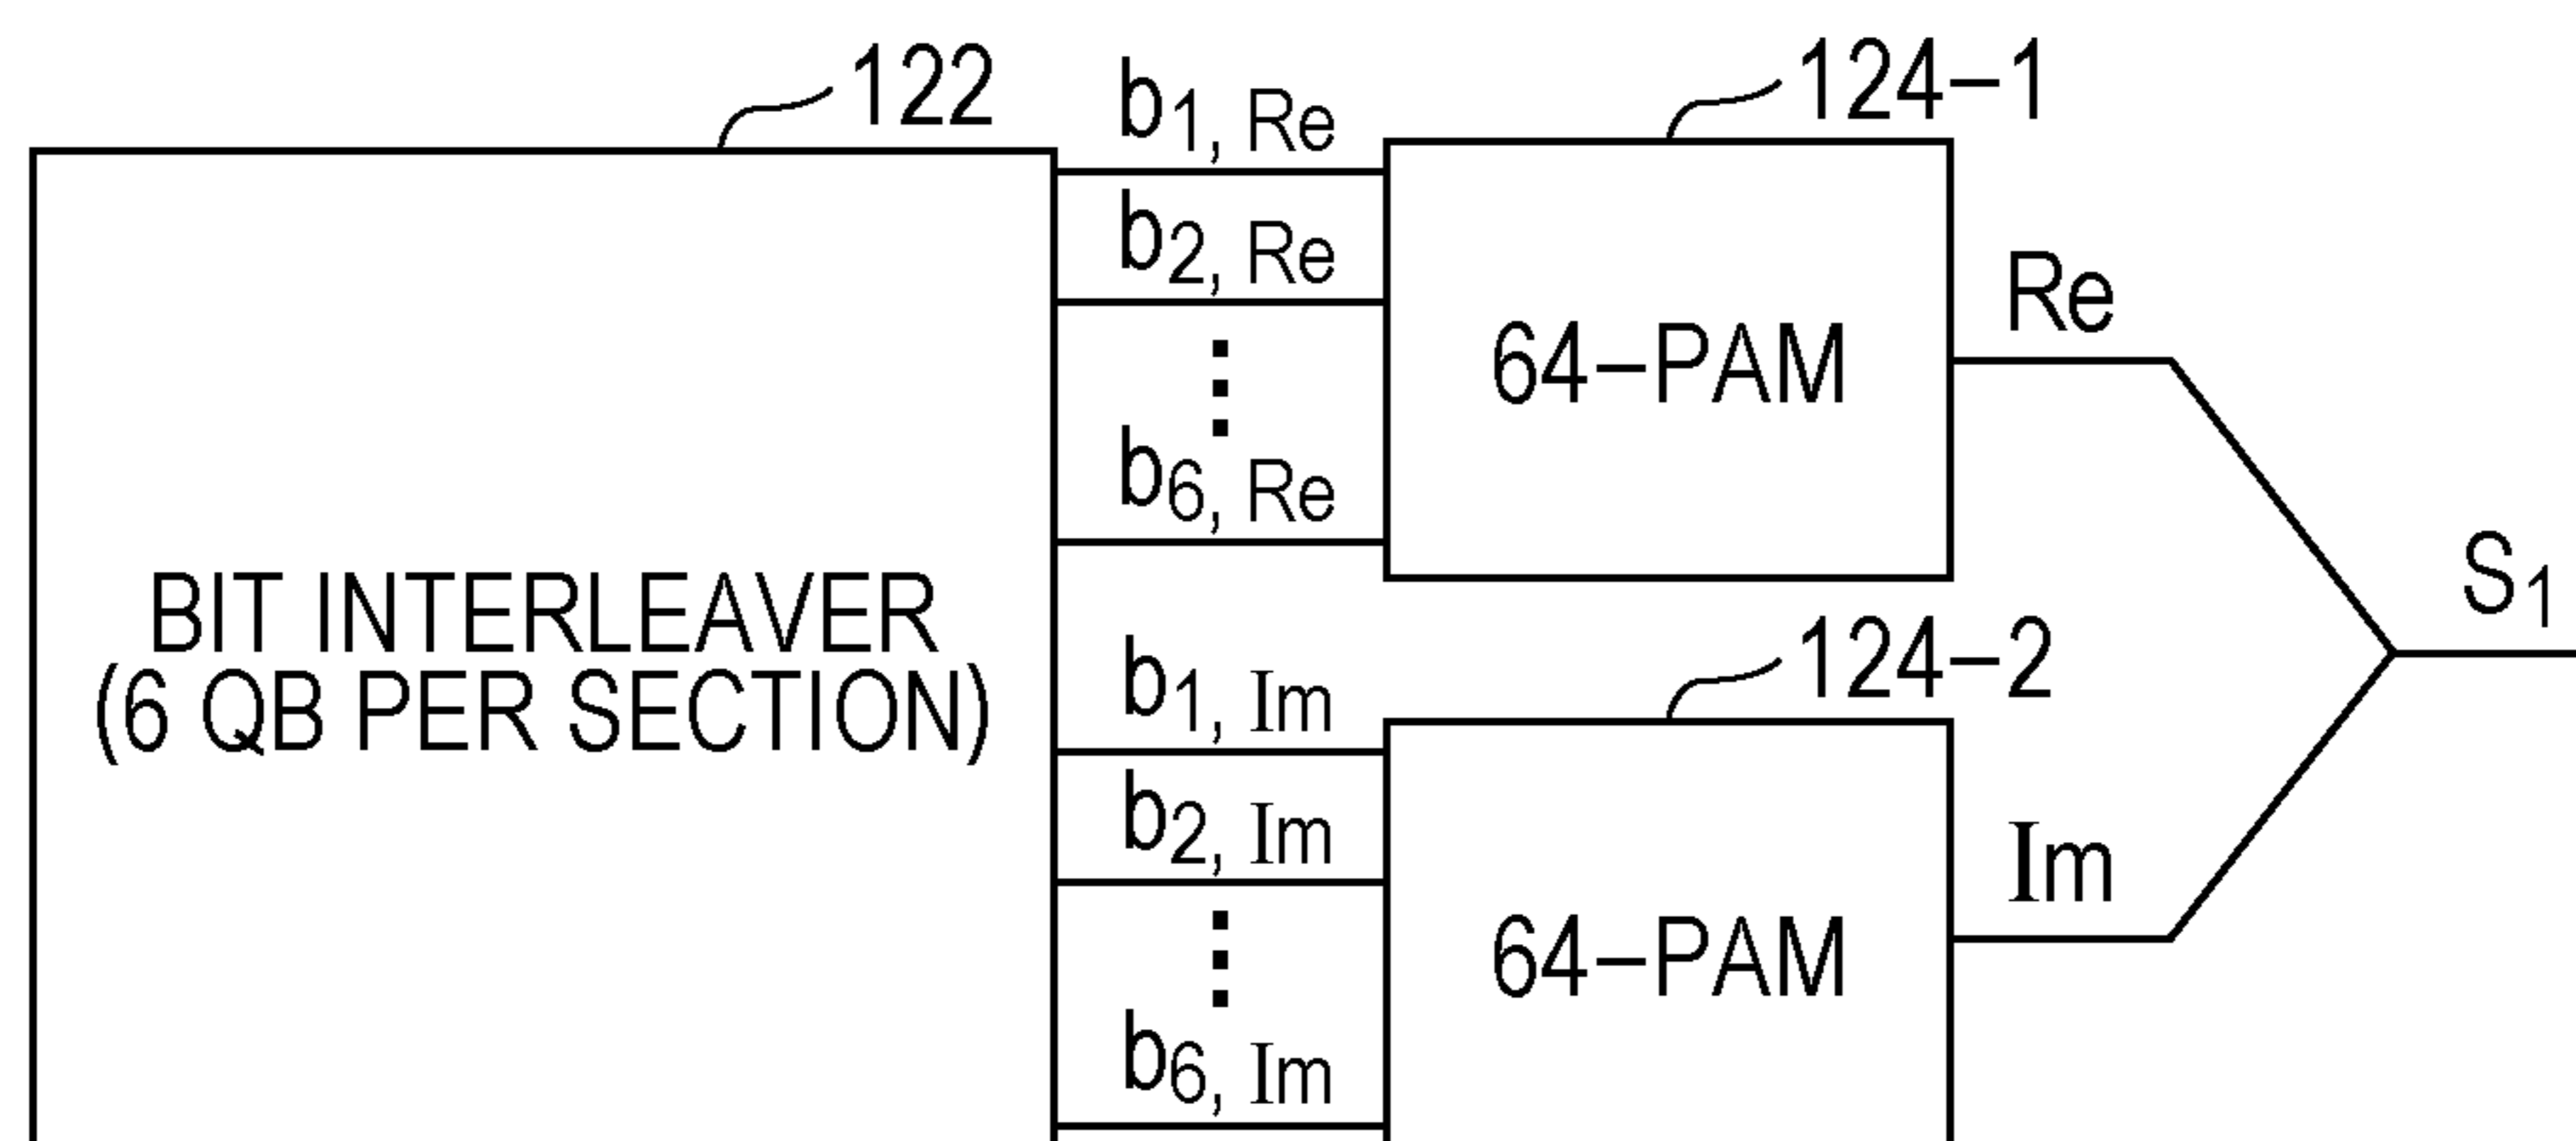 122
BIT INTERLEAVER
(6 QB PER SECTION)
b1, Re
b2, Re
b6, Re
b1, Im
b2, Im
b6, Im
124–1
64–PAM
124–2
64–PAM
Re
Im
S1